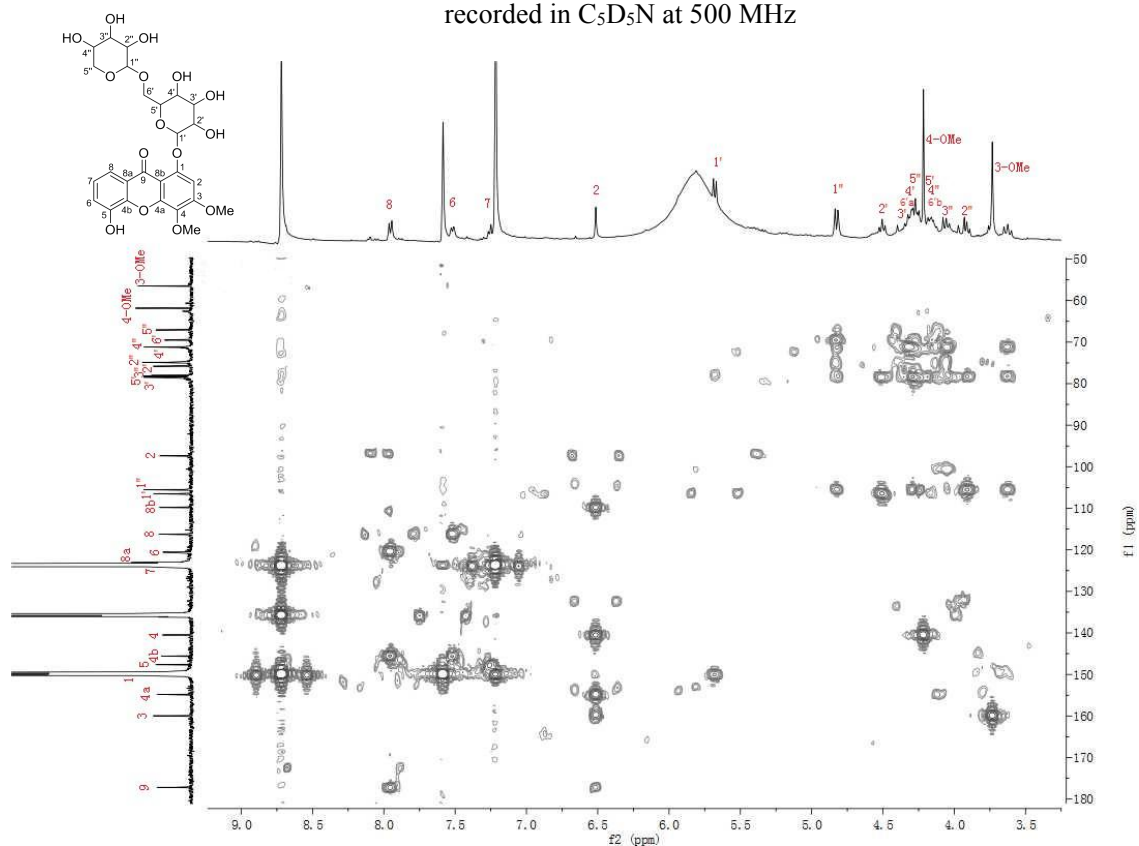 recorded in C₅D₅N at 500 MHz
OH
HO
3''
2''
OH
4''
5''
O
1''
O
OH
6'
4'
OH
5'
3'
O
2'
OH
1'
O
O
8
8a
9
8b
1
2
7
6
5
4b
O
4a
4
3
OMe
OH
OMe
8
6
7
2
1'
1''
2'
3'
4'
6'a
5''
4-OMe
5'
4''
6'b
3''
2''
3-OMe
3-OMe
4-OMe
5''
6'
4''
4'
2''
2'
3''
5'
3'
2
1''
1'
8b
8
6
8a
7
4
4b
5
1
4a
3
9
50
60
70
80
90
100
110
120
130
140
150
160
170
180
f1 (ppm)
9.0 8.5 8.0 7.5 7.0 6.5 6.0 5.5 5.0 4.5 4.0 3.5
f2 (ppm)